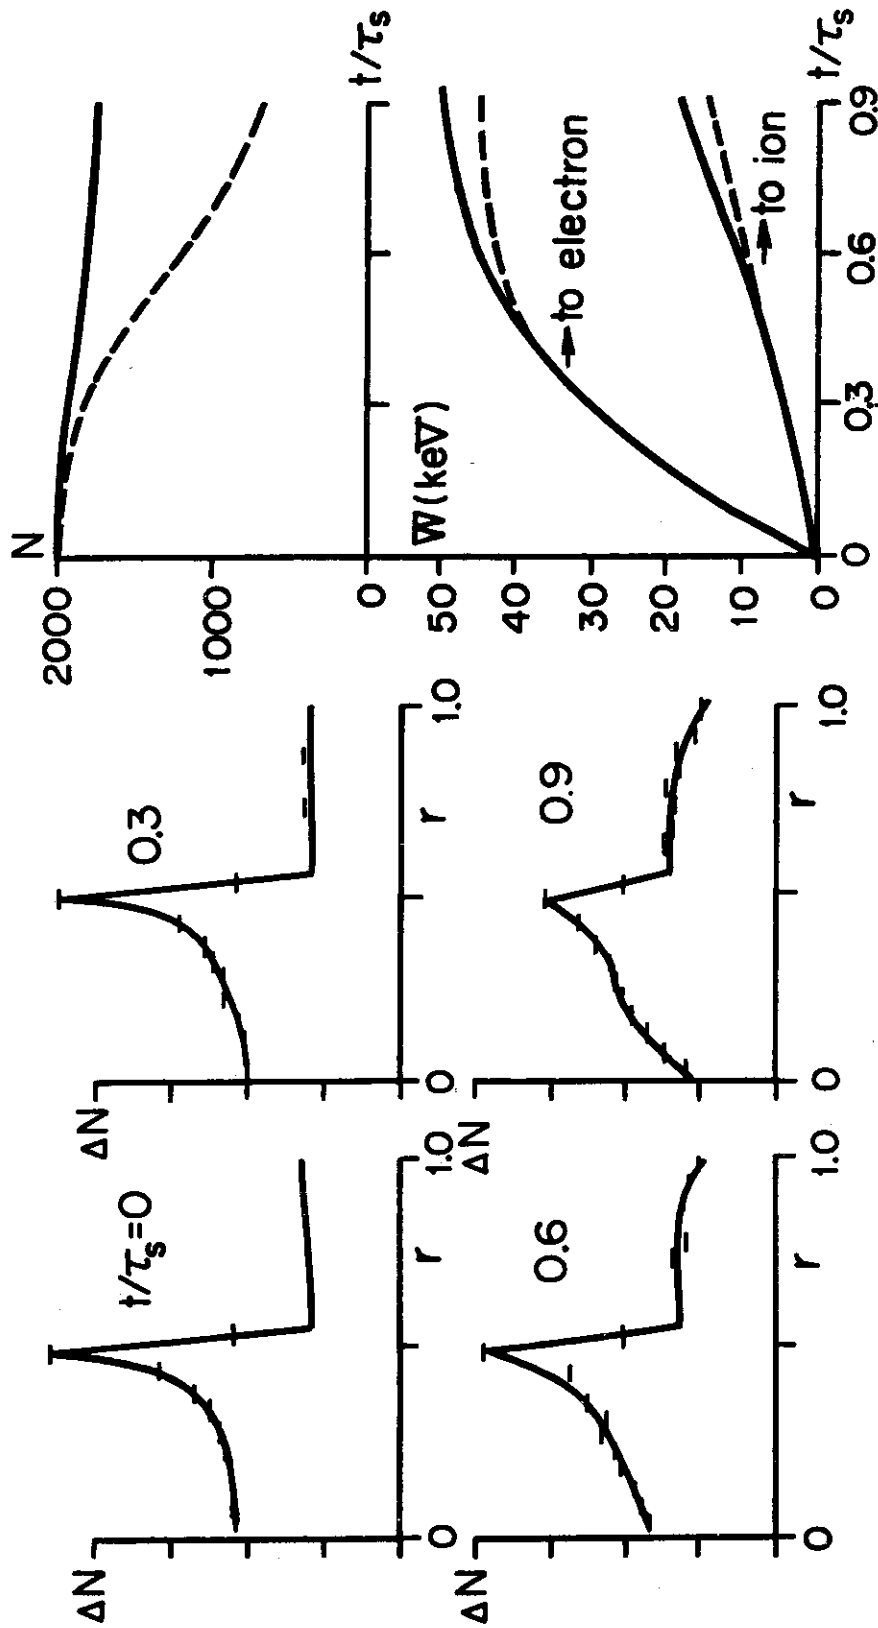 ΔN
t/τs=0
0
r
1.0
ΔN
0.3
0
r
1.0
ΔN
0.6
0
r
1.0
ΔN
0.9
0
r
1.0
N
2000
1000
0
t/τs
W̅(keV)
50
40
30
20
10
0
→to electron
→to ion
0
0.3
0.6
0.9
t/τs